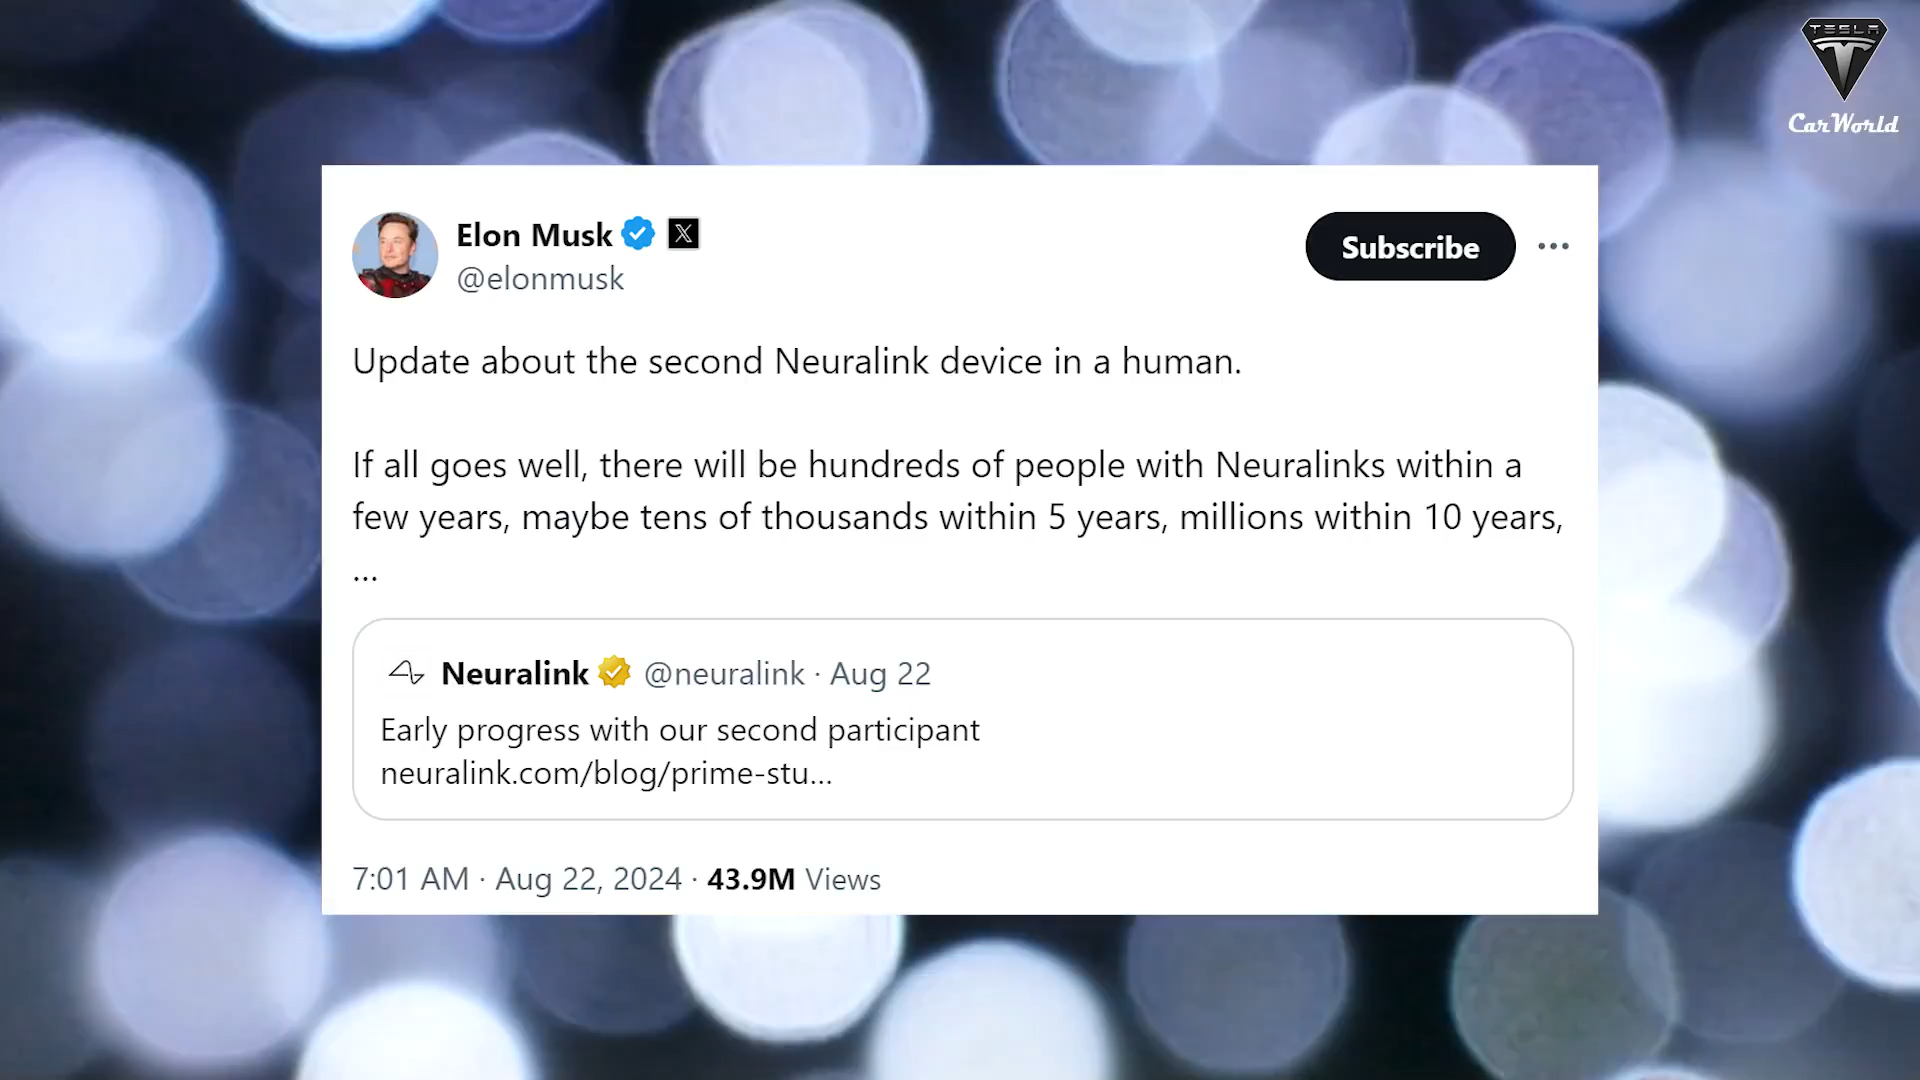 TESLA
CarWorld
Elon Musk
@elonmusk
Subscribe
Update about the second Neuralink device in a human.
If all goes well, there will be hundreds of people with Neuralinks within a
few years, maybe tens of thousands within 5 years, millions within 10 years,
...
Neuralink @neuralink · Aug 22
Early progress with our second participant
neuralink.com/blog/prime-stu...
7:01 AM · Aug 22, 2024 · 43.9M Views